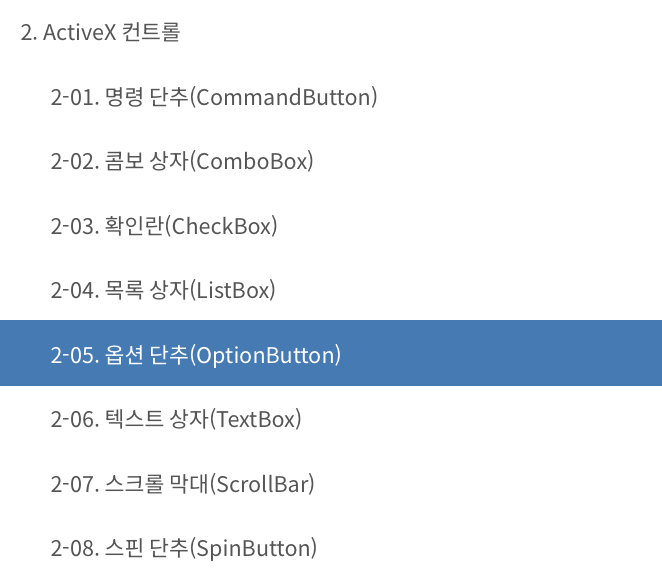 2. ActiveX 컨트롤
2-01. 명령 단추(CommandButton)
2-02. 콤보 상자(ComboBox)
2-03. 확인란(CheckBox)
2-04. 목록 상자(ListBox)
2-05. 옵션 단추(OptionButton)
2-06. 텍스트 상자(TextBox)
2-07. 스크롤 막대(ScrollBar)
2-08. 스핀 단추(SpinButton)